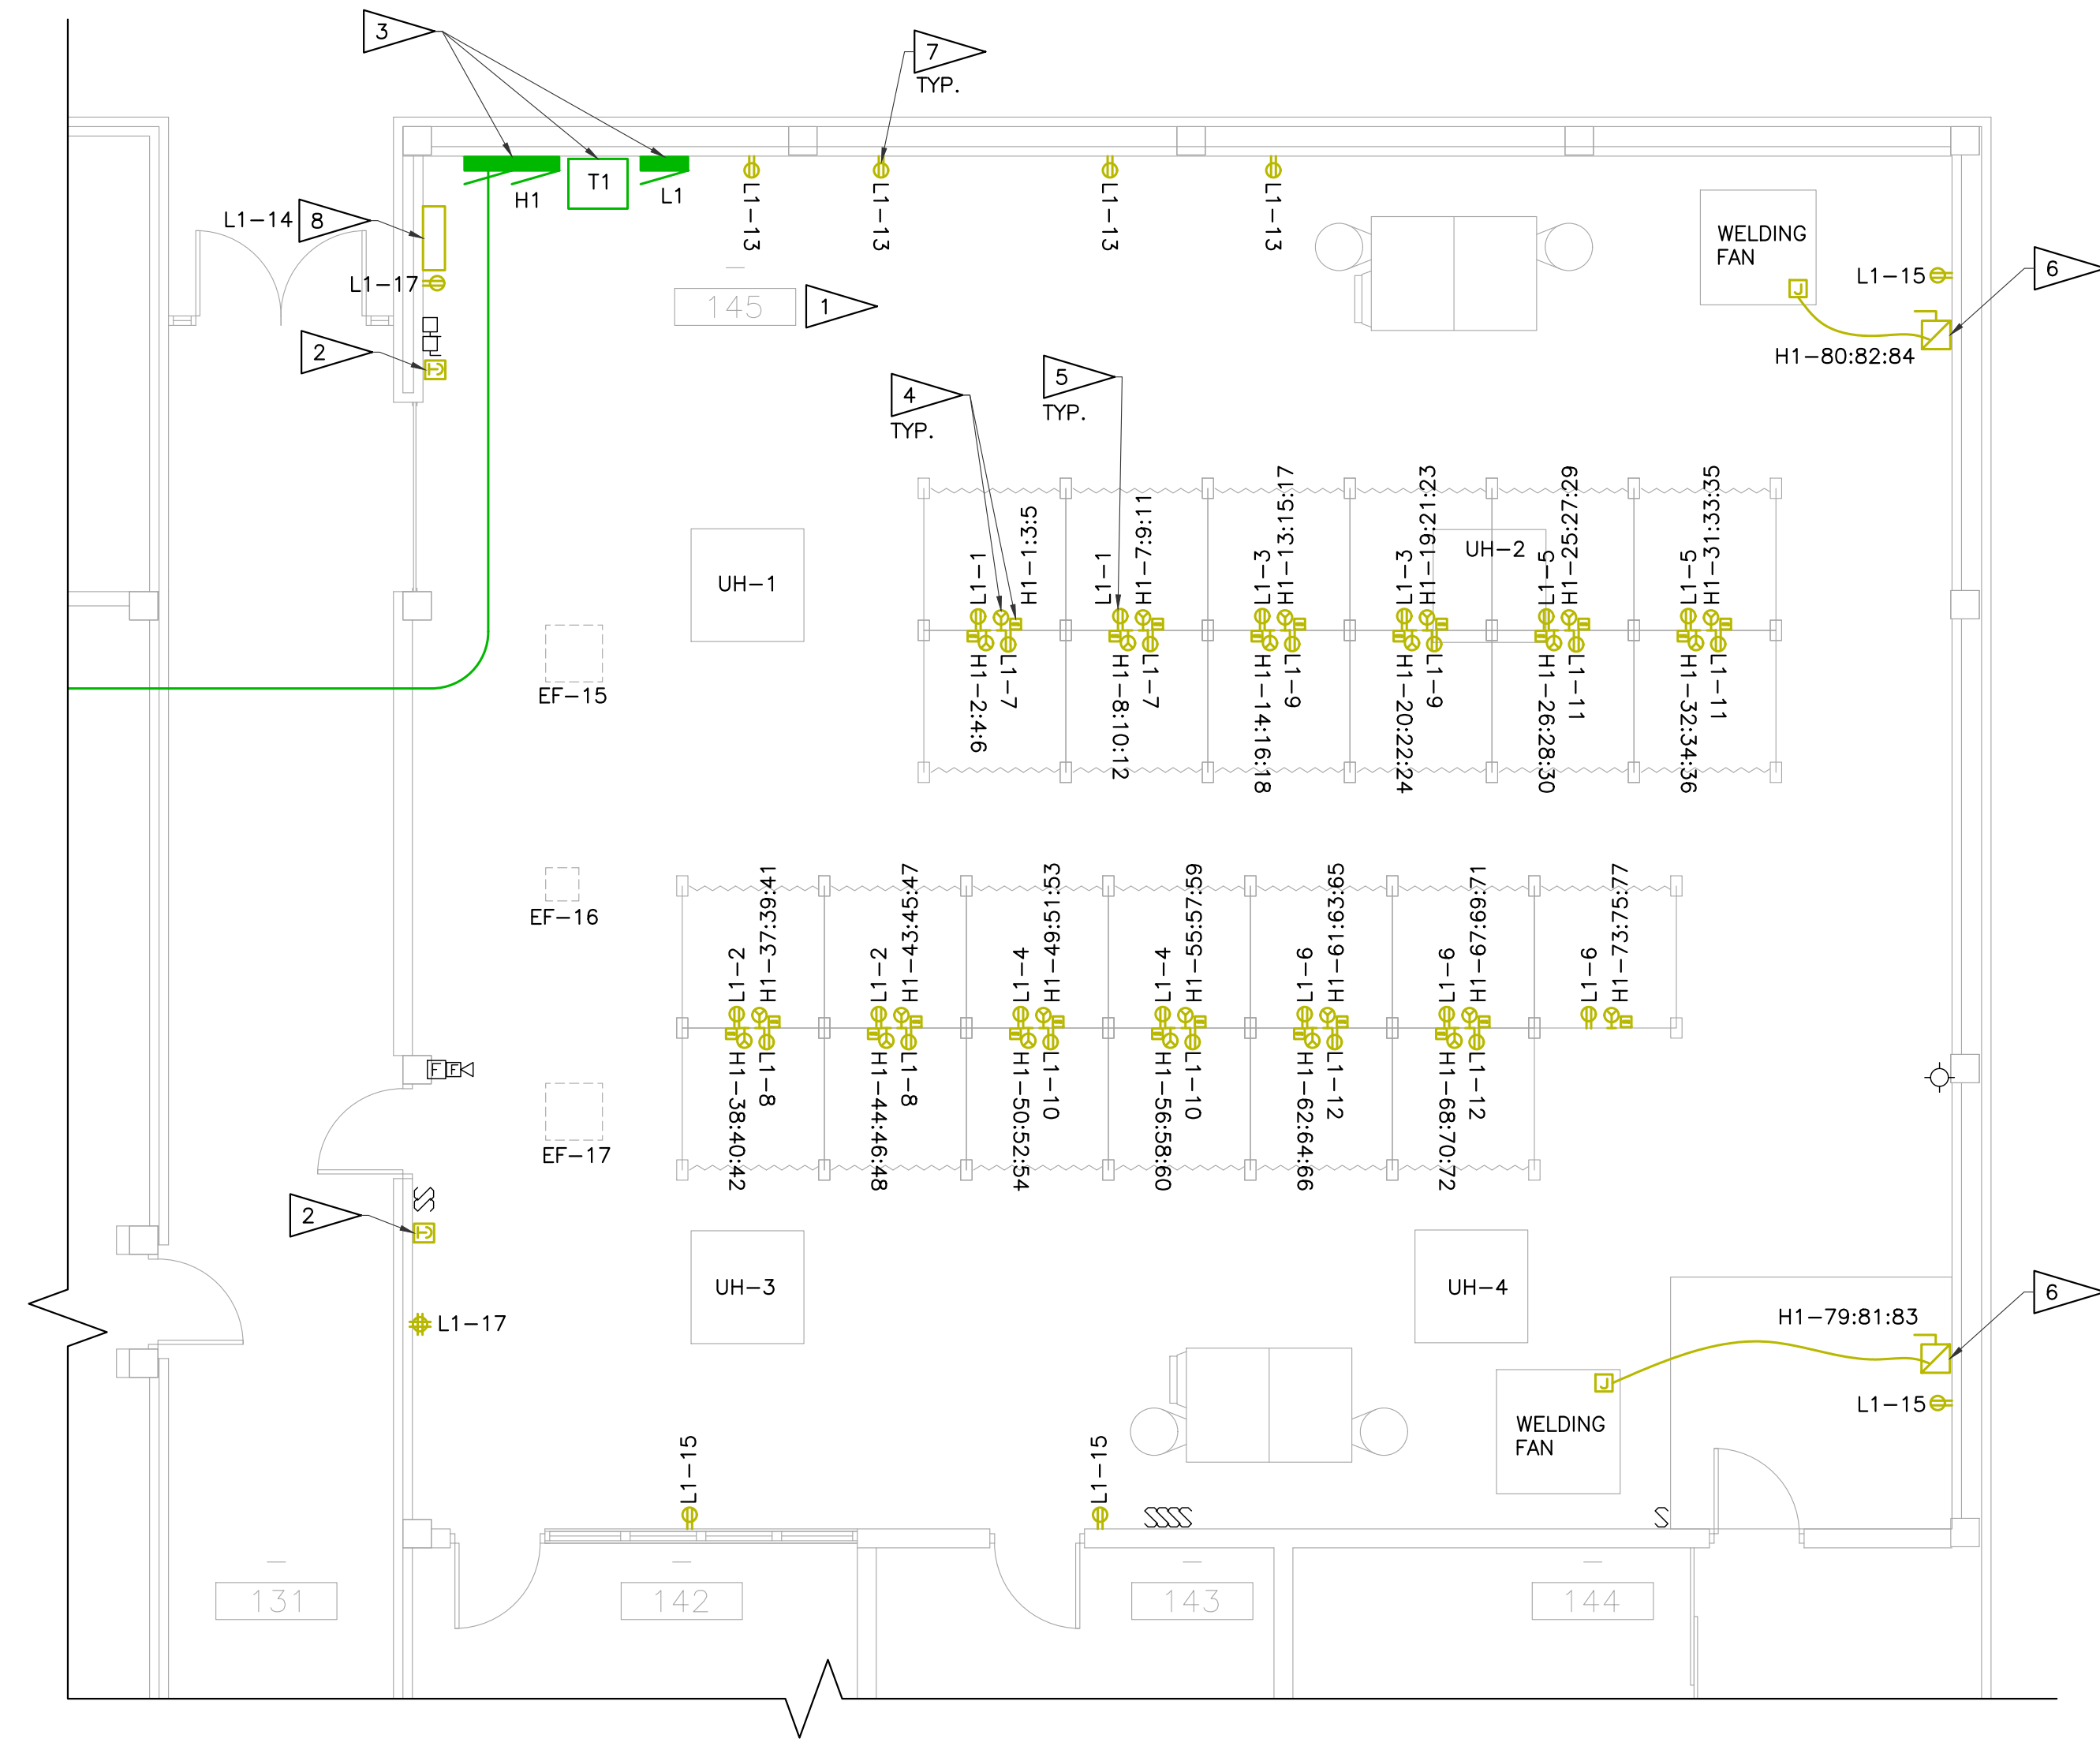 3
7
TYP.
H1
T1
L1
L1-13
L1-13
L1-13
L1-13
L1-14
8
L1-17
2
145
1
WELDING
FAN
J
L1-15
6
H1-80:82:84
4
TYP.
5
TYP.
UH-1
UH-2
L1-1
H1-1:3:5
L1-1
H1-7:9:11
L1-3
H1-13:15:17
L1-3
H1-19:21:23
L1-5
H1-25:27:29
L1-5
H1-31:33:35
H1-2:4:6
L1-7
H1-8:10:12
L1-7
H1-14:16:18
L1-9
H1-20:22:24
L1-9
H1-26:28:30
L1-11
H1-32:34:36
L1-11
EF-15
EF-16
EF-17
L1-2
H1-37:39:41
L1-2
H1-43:45:47
L1-4
H1-49:51:53
L1-4
H1-55:57:59
L1-6
H1-61:63:65
L1-6
H1-67:69:71
L1-6
H1-73:75:77
H1-38:40:42
L1-8
H1-44:46:48
L1-8
H1-50:52:54
L1-10
H1-56:58:60
L1-10
H1-62:64:66
L1-12
H1-68:70:72
L1-12
F
F
SS
2
L1-17
UH-3
UH-4
6
H1-79:81:83
J
WELDING
FAN
L1-15
L1-15
L1-15
SSSS
S
131
142
143
144